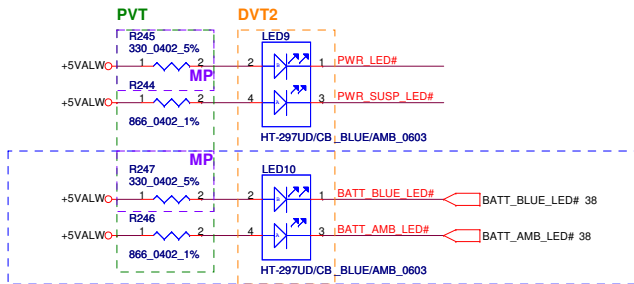 PVT
DVT2
R245
330_0402_5%
LED9
+5VALW 1 2 2 B 1 PWR_LED#
MP
R244
+5VALW 1 2 4 A 3 PWR_SUSP_LED#
866_0402_1%
HT-297UD/CB_BLUE/AMB_0603
MP
R247
330_0402_5%
LED10
+5VALW 1 2 2 B 1 BATT_BLUE_LED# BATT_BLUE_LED# 38
R246
+5VALW 1 2 4 A 3 BATT_AMB_LED# BATT_AMB_LED# 38
866_0402_1%
HT-297UD/CB_BLUE/AMB_0603